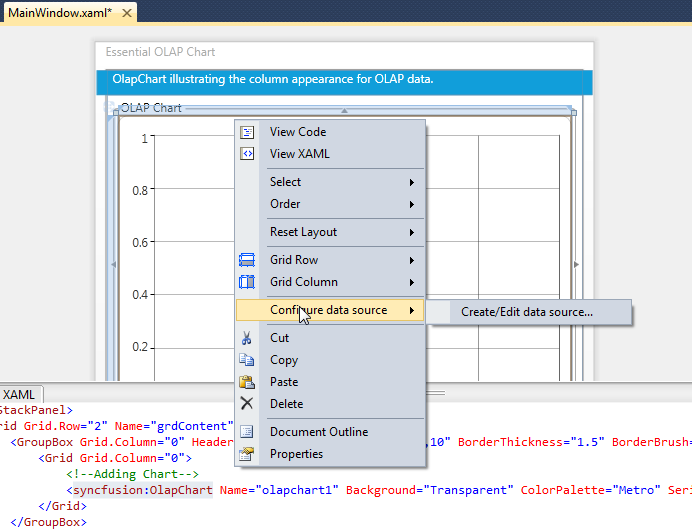 MainWindow.xaml*
Essential OLAP Chart
OlapChart illustrating the column appearance for OLAP data.
OLAP Chart
1
0.8
0.6
0.4
0.2
View Code
View XAML
Select
Order
Reset Layout
Grid Row
Grid Column
Configure data source
Create/Edit data source...
Cut
Copy
Paste
Delete
Document Outline
Properties
XAML
StackPanel>
rid Grid.Row="2" Name="grdContent"
<GroupBox Grid.Column="0" Header ,10" BorderThickness="1.5" BorderBrush=
<Grid Grid.Column="0">
<!--Adding Chart-->
<syncfusion:OlapChart Name="olapchart1" Background="Transparent" ColorPalette="Metro" Seri
</Grid>
</GroupBox>